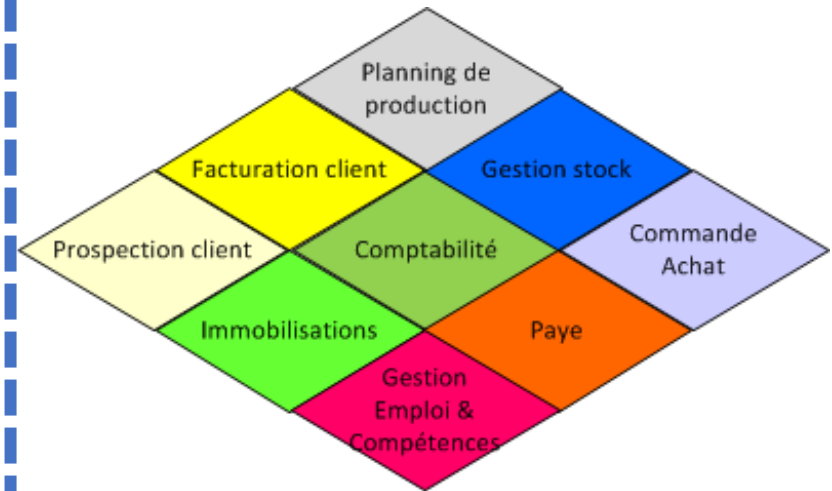 Planning de
production
Facturation client
Gestion stock
Prospection client
Comptabilité
Commande
Achat
Immobilisations
Paye
Gestion
Emploi &
Compétences